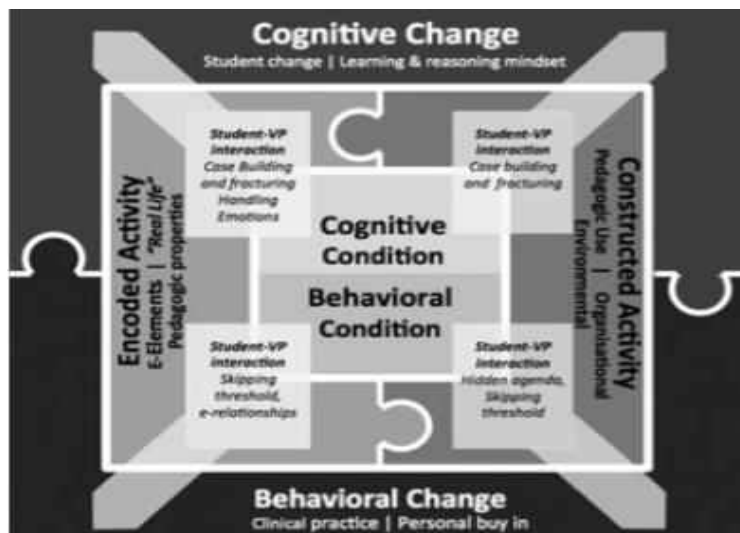 Cognitive Change
Student change | Learning & reasoning mindset
Student-VP
interaction
Case Building
and fracturing
Handling
Emotions
Student-VP
interaction
Case building
and fracturing
Encoded Activity
E-Elements | "Real Life"
Pedagogic properties
Cognitive
Condition
Behavioral
Condition
Constructed Activity
Pedagogic Use | Organisational
Environmental
Student-VP
interaction
Skipping
threshold,
e-relationships
Student-VP
interaction
Hidden agenda,
Skipping
threshold
Behavioral Change
Clinical practice | Personal buy in